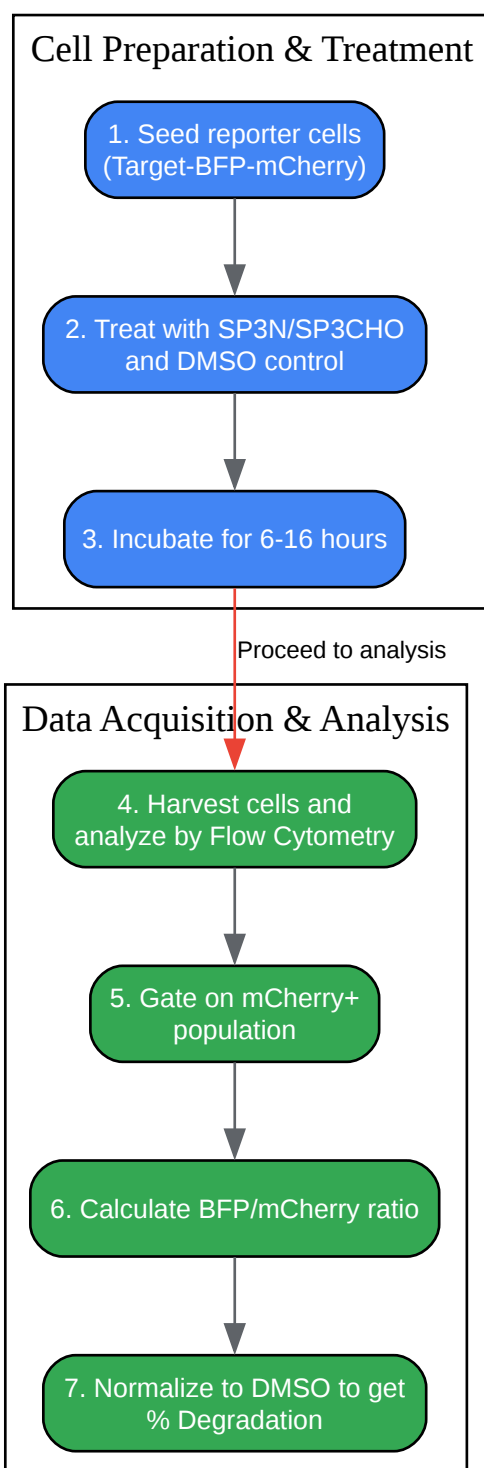 Cell Preparation & Treatment
1. Seed reporter cells
(Target-BFP-mCherry)
2. Treat with SP3N/SP3CHO
and DMSO control
3. Incubate for 6-16 hours
Proceed to analysis
Data Acquisition & Analysis
4. Harvest cells and
analyze by Flow Cytometry
5. Gate on mCherry+
population
6. Calculate BFP/mCherry ratio
7. Normalize to DMSO to get
% Degradation